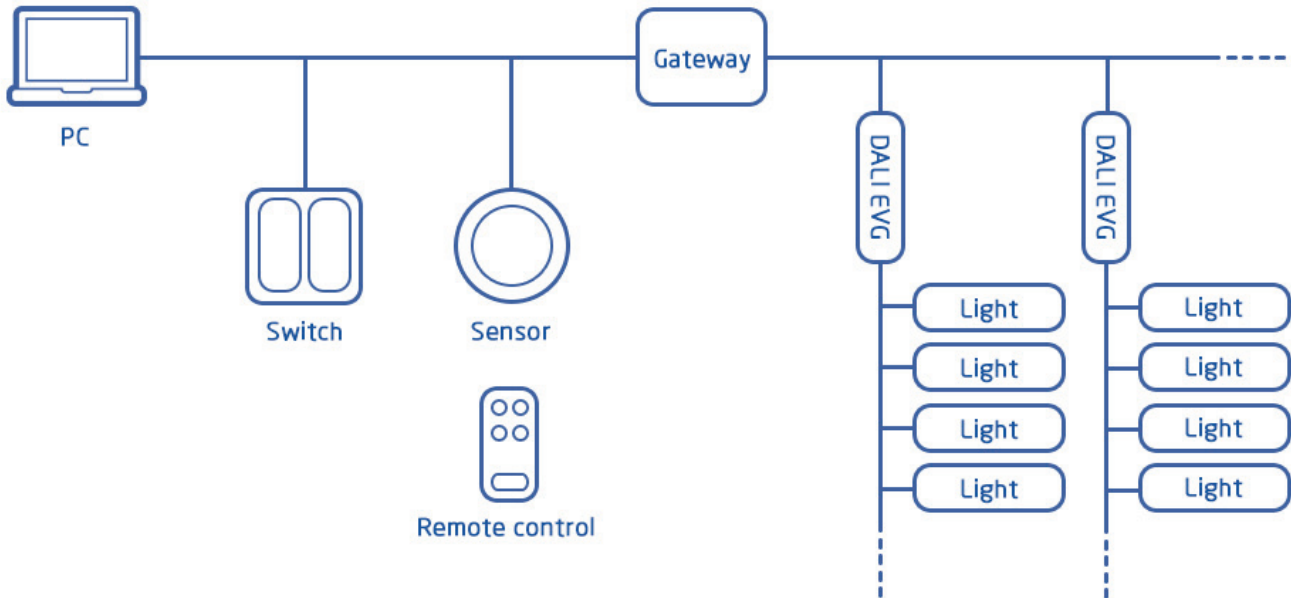 Gateway
PC
DALI EVG
DALI EVG
Switch
Sensor
Light
Light
Light
Light
Light
Light
Light
Light
Remote control